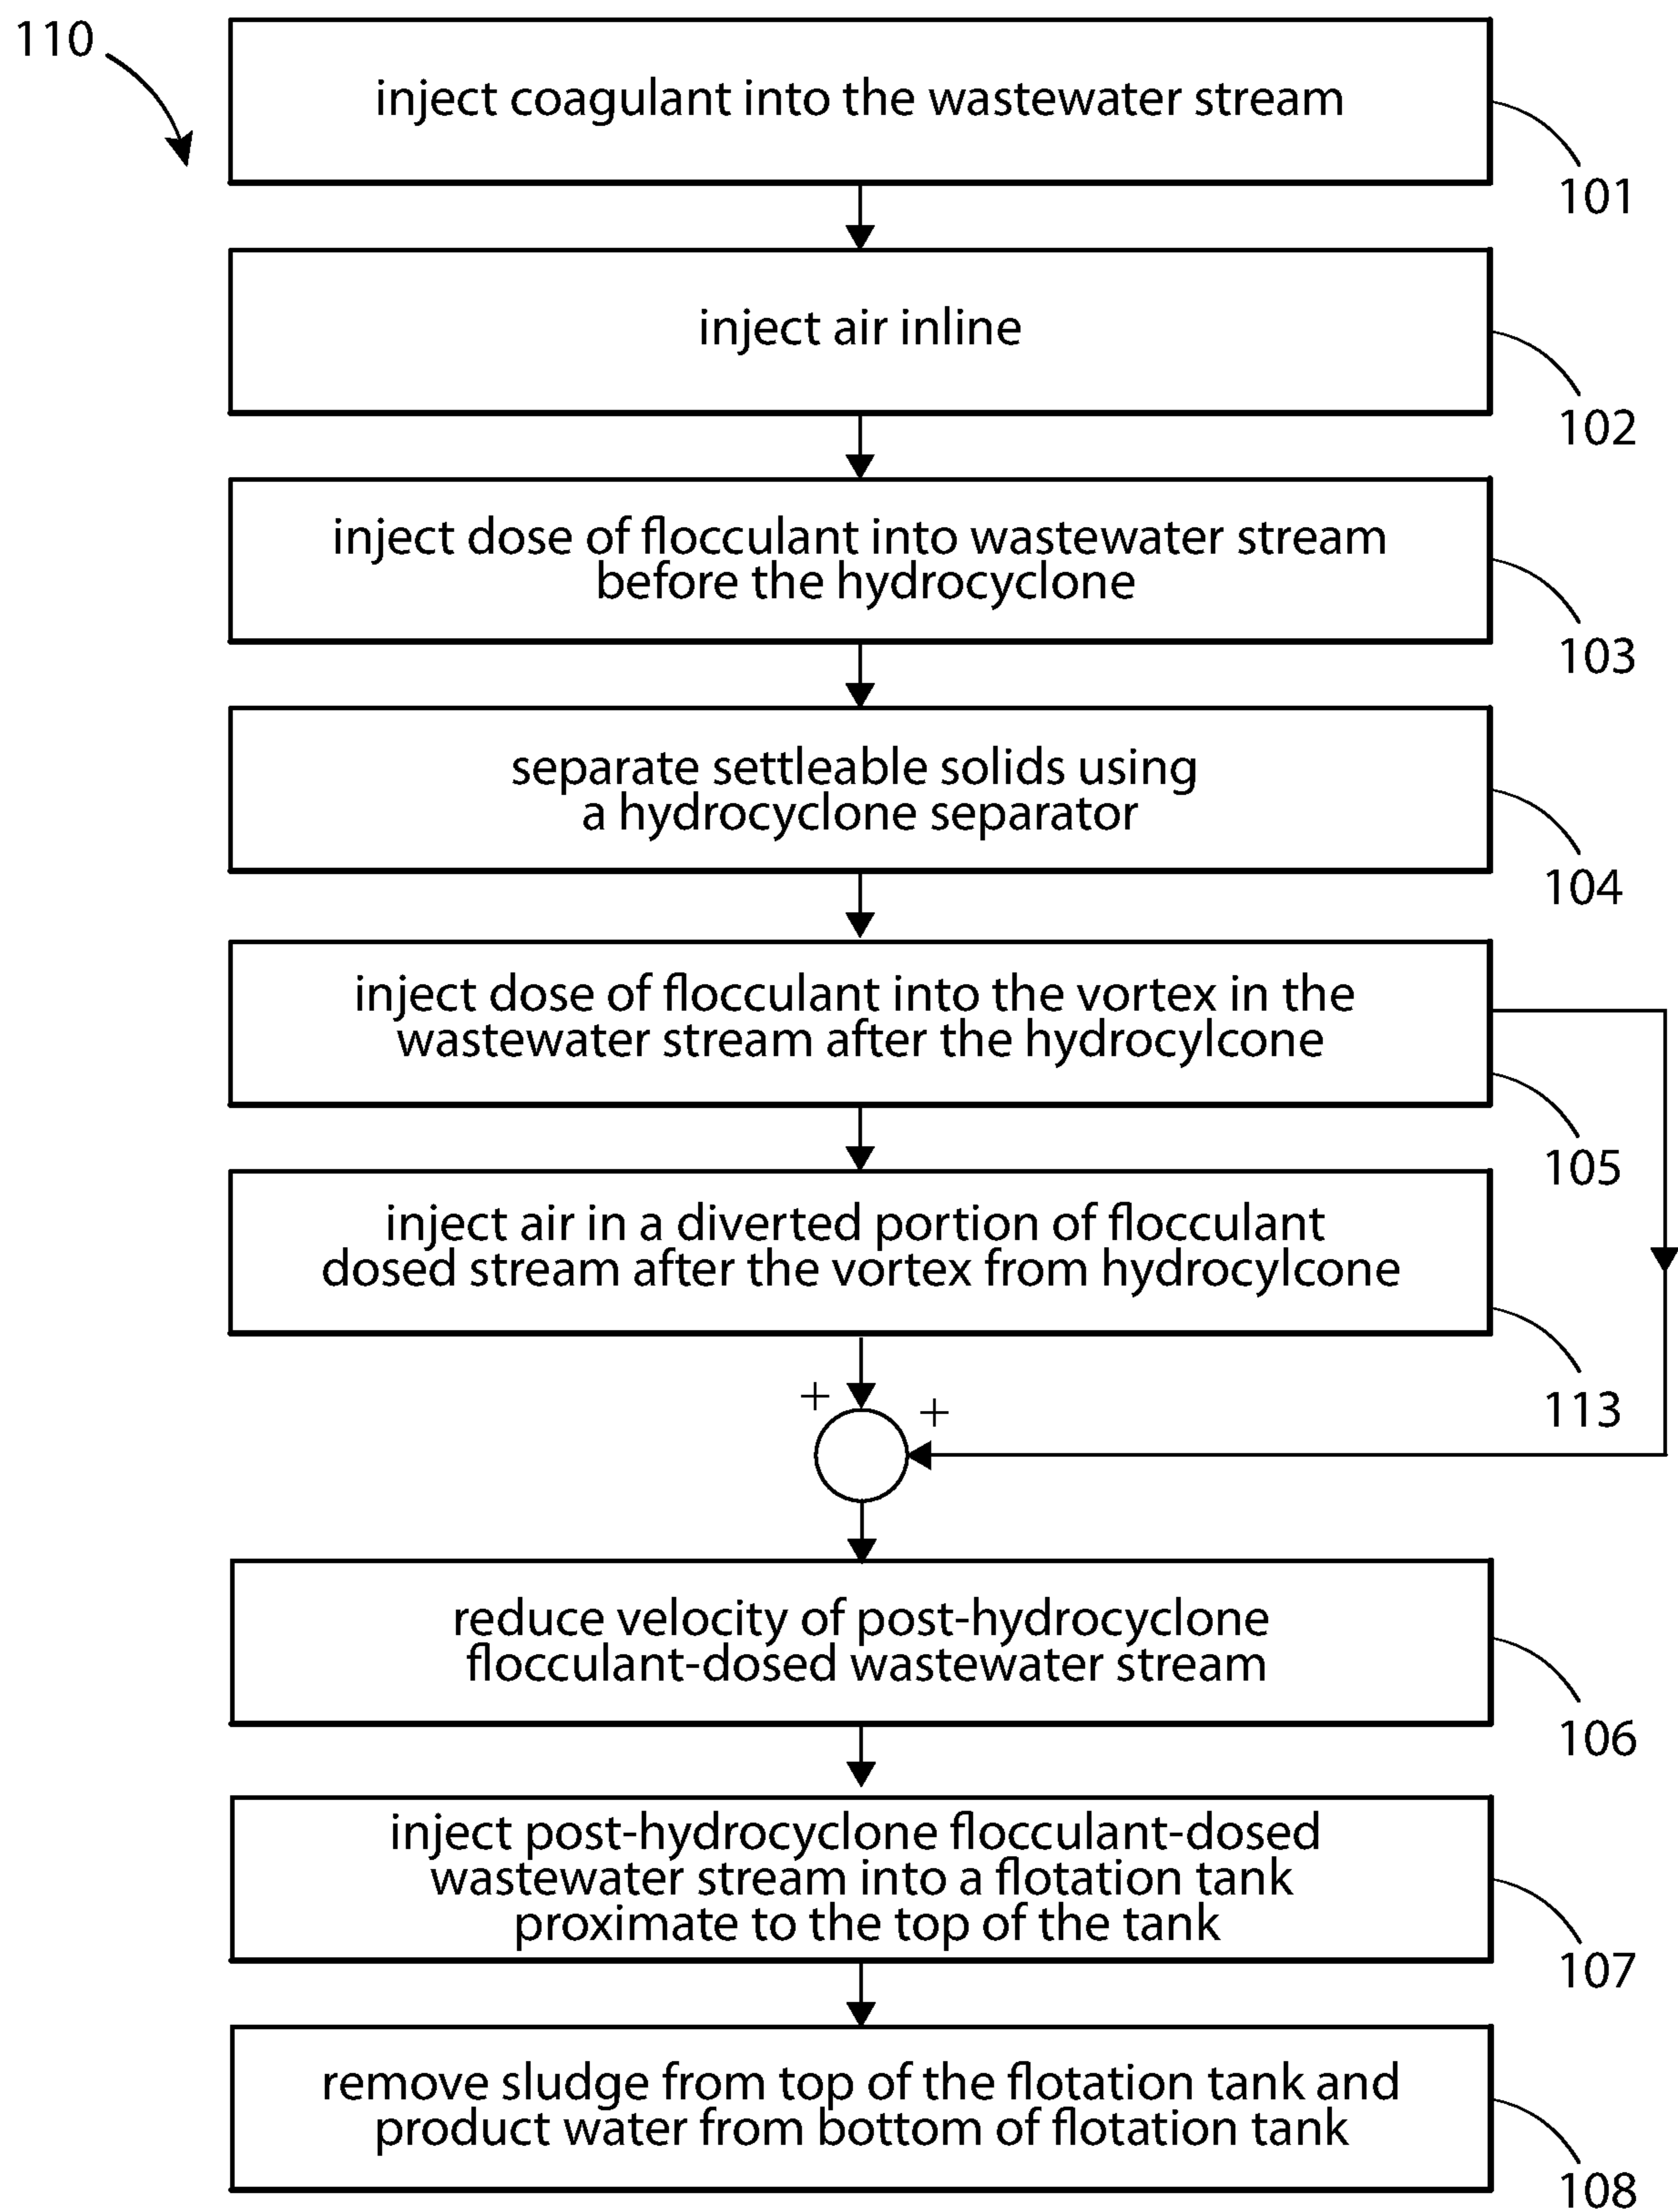 110
inject coagulant into the wastewater stream
101
inject air inline
102
inject dose of flocculant into wastewater stream
before the hydrocyclone
103
separate settleable solids using
a hydrocyclone separator
104
inject dose of flocculant into the vortex in the
wastewater stream after the hydrocylcone
105
inject air in a diverted portion of flocculant
dosed stream after the vortex from hydrocylcone
113
+
+
reduce velocity of post-hydrocyclone
flocculant-dosed wastewater stream
106
inject post-hydrocyclone flocculant-dosed
wastewater stream into a flotation tank
proximate to the top of the tank
107
remove sludge from top of the flotation tank and
product water from bottom of flotation tank
108